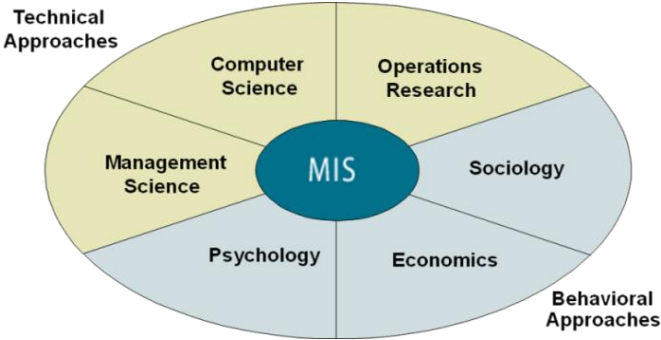 Technical
Approaches
Computer
Science
Operations
Research
Management
Science
MIS
Sociology
Psychology
Economics
Behavioral
Approaches